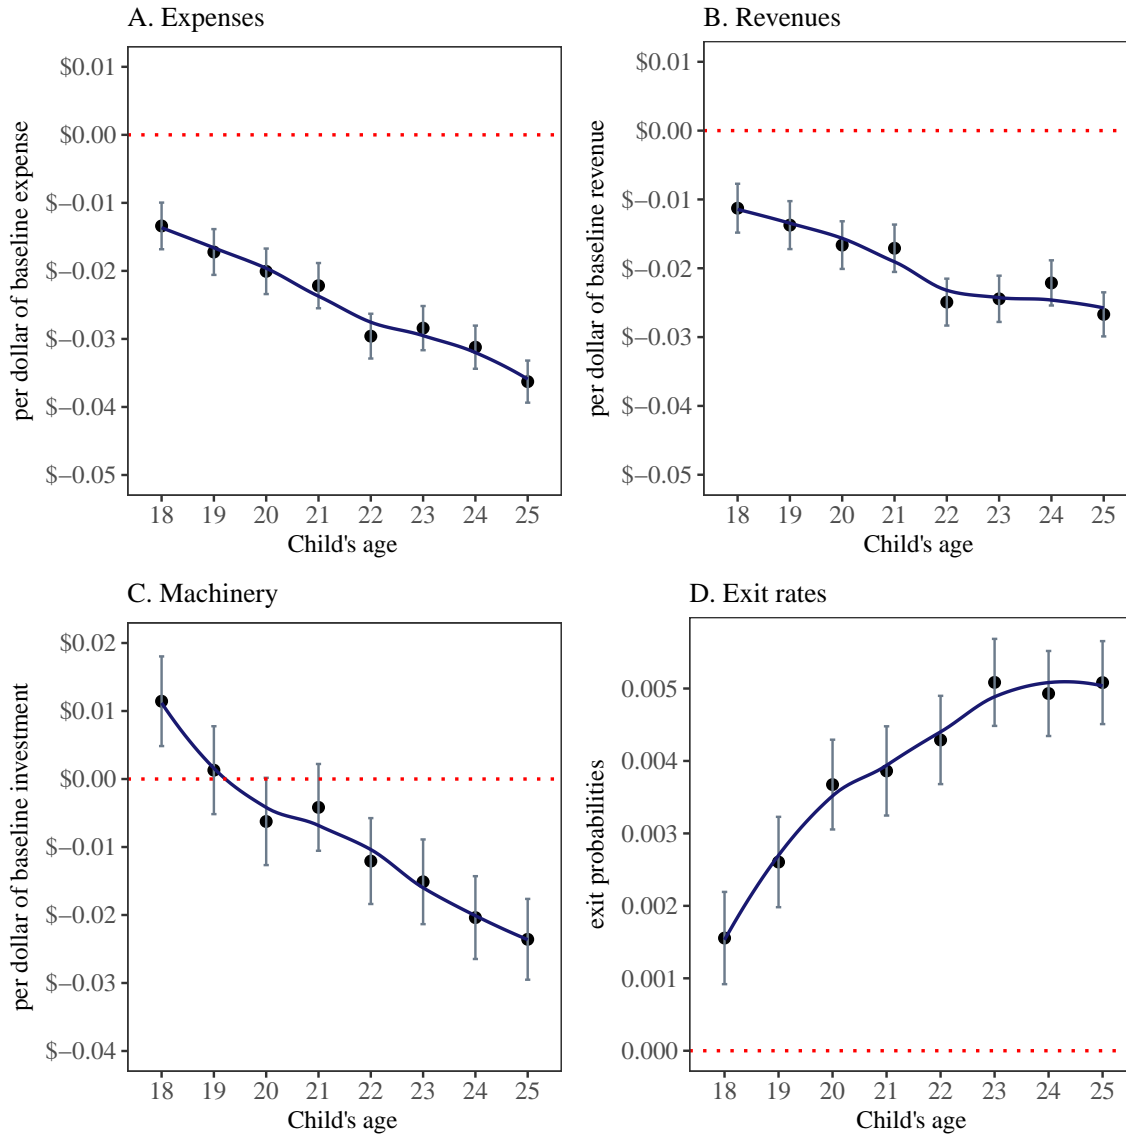 A. Expenses
per dollar of baseline expense
$0.01
$0.00
$−0.01
$−0.02
$−0.03
$−0.04
$−0.05
18 19 20 21 22 23 24 25
Child's age
B. Revenues
per dollar of baseline revenue
$0.01
$0.00
$−0.01
$−0.02
$−0.03
$−0.04
$−0.05
18 19 20 21 22 23 24 25
Child's age
C. Machinery
per dollar of baseline investment
$0.02
$0.01
$0.00
$−0.01
$−0.02
$−0.03
$−0.04
18 19 20 21 22 23 24 25
Child's age
D. Exit rates
exit probabilities
0.005
0.004
0.003
0.002
0.001
0.000
18 19 20 21 22 23 24 25
Child's age